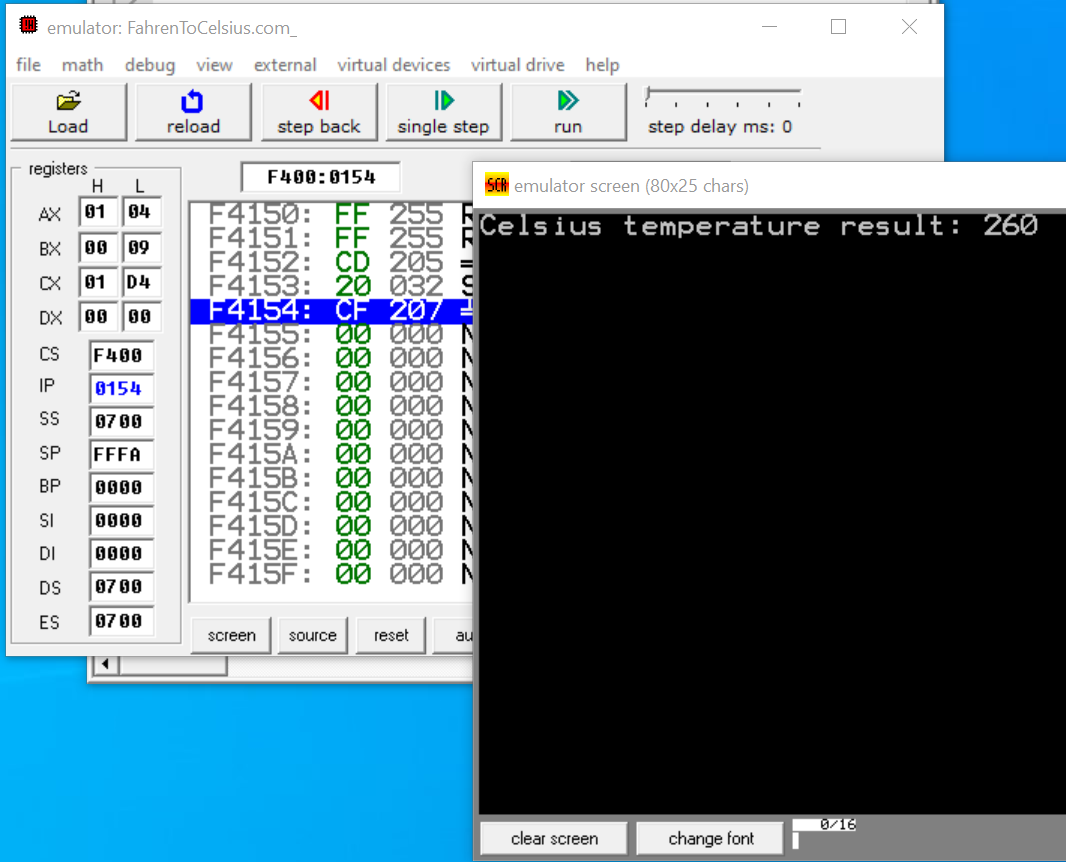 emulator: FahrenToCelsius.com_
file math debug view external virtual devices virtual drive help
Load reload step back single step run step delay ms: 0
registers
H L
F400:0154
AX 01 04
BX 00 09
CX 01 D4
DX 00 00
CS F400
IP 0154
SS 0700
SP FFFA
BP 0000
SI 0000
DI 0000
DS 0700
ES 0700
F4150: FF 255 R
F4151: FF 255 R
F4152: CD 205 =
F4153: 20 032 S
F4154: CF 207
F4155: 00 000 N
F4156: 00 000 N
F4157: 00 000 N
F4158: 00 000 N
F4159: 00 000 N
F415A: 00 000 N
F415B: 00 000 N
F415C: 00 000 N
F415D: 00 000 N
F415E: 00 000 N
F415F: 00 000 N
screen source reset au
SCR emulator screen (80x25 chars)
Celsius temperature result: 260
clear screen change font 0/16